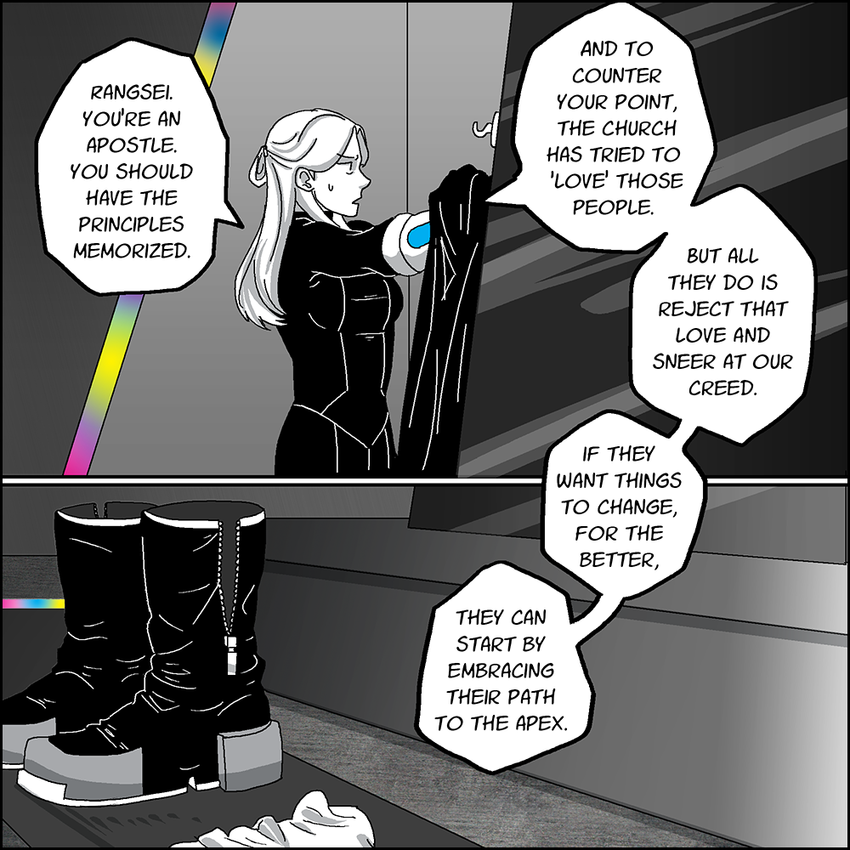 RANGSEI.
YOU'RE AN
APOSTLE.
YOU SHOULD
HAVE THE
PRINCIPLES
MEMORIZED.
AND TO
COUNTER
YOUR POINT,
THE CHURCH
HAS TRIED TO
'LOVE' THOSE
PEOPLE.
BUT ALL
THEY DO IS
REJECT THAT
LOVE AND
SNEER AT OUR
CREED.
IF THEY
WANT THINGS
TO CHANGE,
FOR THE
BETTER,
THEY CAN
START BY
EMBRACING
THEIR PATH
TO THE APEX.